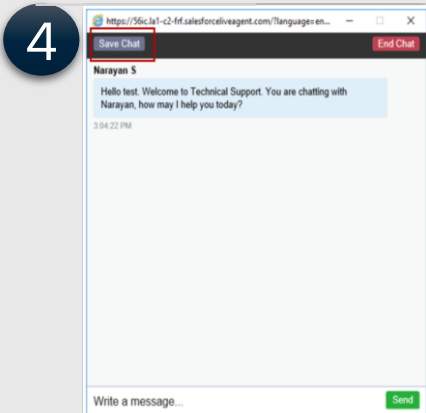 4
https://56ic.la1-c2-frf.salesforceliveagent.com/?language=en...
Save Chat
End Chat
Narayan S
Hello test. Welcome to Technical Support. You are chatting with
Narayan, how may I help you today?
3:04:22 PM
Write a message...
Send